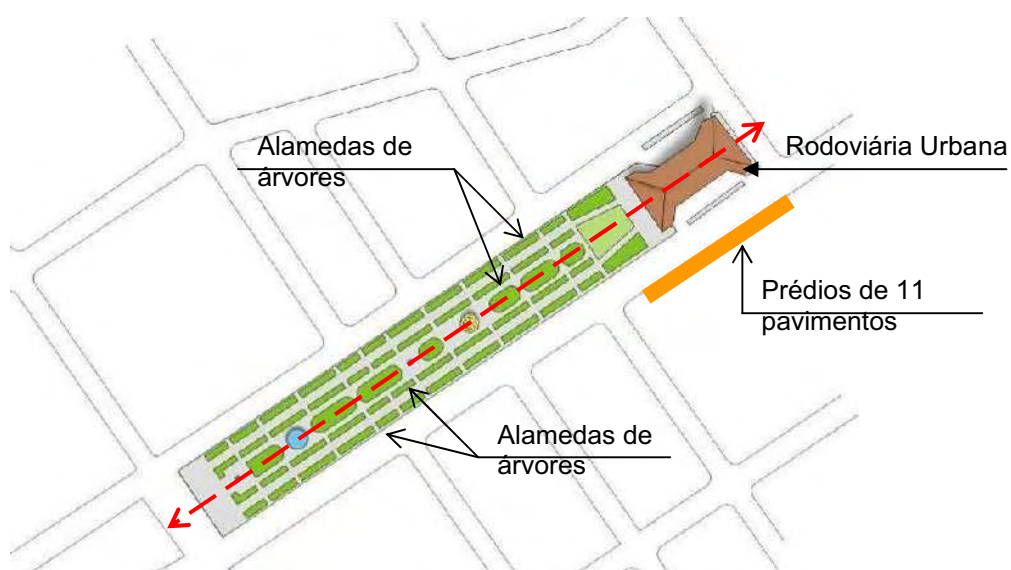 Alamedas de
árvores
Rodoviária Urbana
Prédios de 11
pavimentos
Alamedas de
árvores